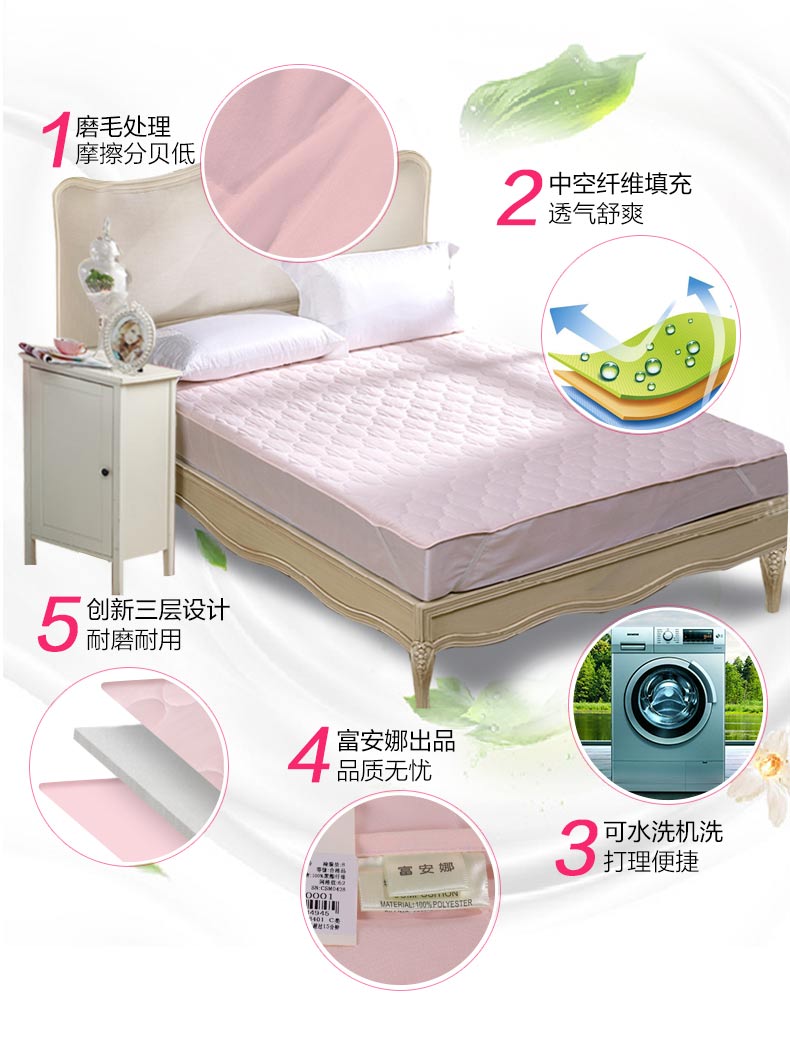 1 磨毛处理
摩擦分贝低
2 中空纤维填充
透气舒爽
5 创新三层设计
耐磨耐用
4 富安娜出品
品质无忧
3 可水洗机洗
打理便捷
富安娜
MATERIAL:100%POLYESTER
0001
4945